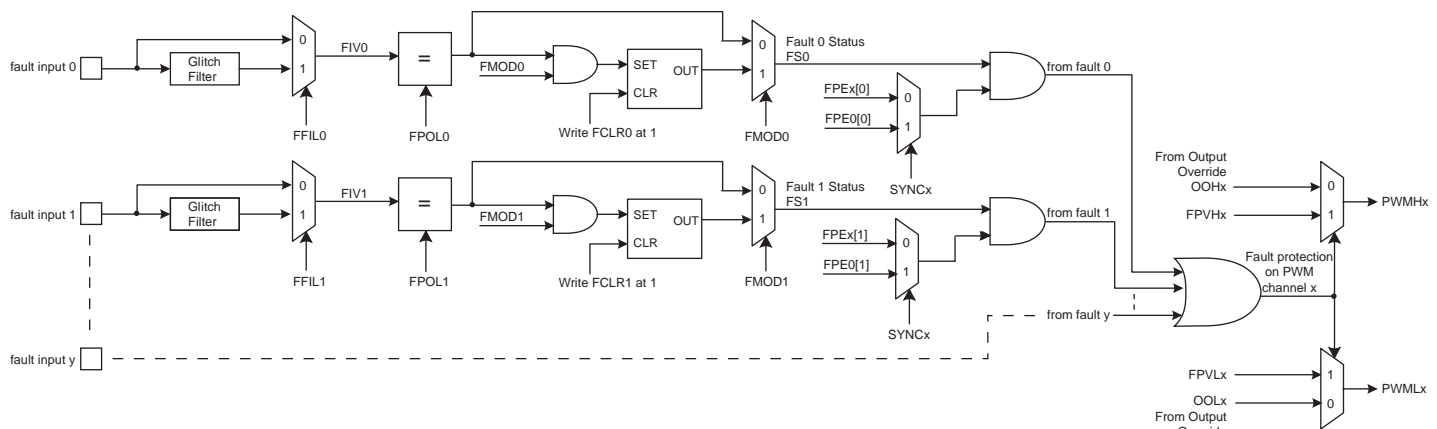 fault input 0
Glitch
Filter
0
1
FIV0
FFIL0
=
FPOL0
FMOD0
SET
OUT
CLR
Write FCLR0 at 1
0
1
FMOD0
Fault 0 Status
FS0
FPEx[0]
FPE0[0]
0
1
SYNCx
from fault 0
fault input 1
Glitch
Filter
0
1
FIV1
FFIL1
=
FPOL1
FMOD1
SET
OUT
CLR
Write FCLR1 at 1
0
1
FMOD1
Fault 1 Status
FS1
FPEx[1]
FPE0[1]
0
1
SYNCx
from fault 1
fault input y
from fault y
From Output
Override
OOHx
FPVHx
0
1
PWMHx
Fault protection
on PWM
channel x
FPVLx
OOLx
From Output
1
0
PWMLx